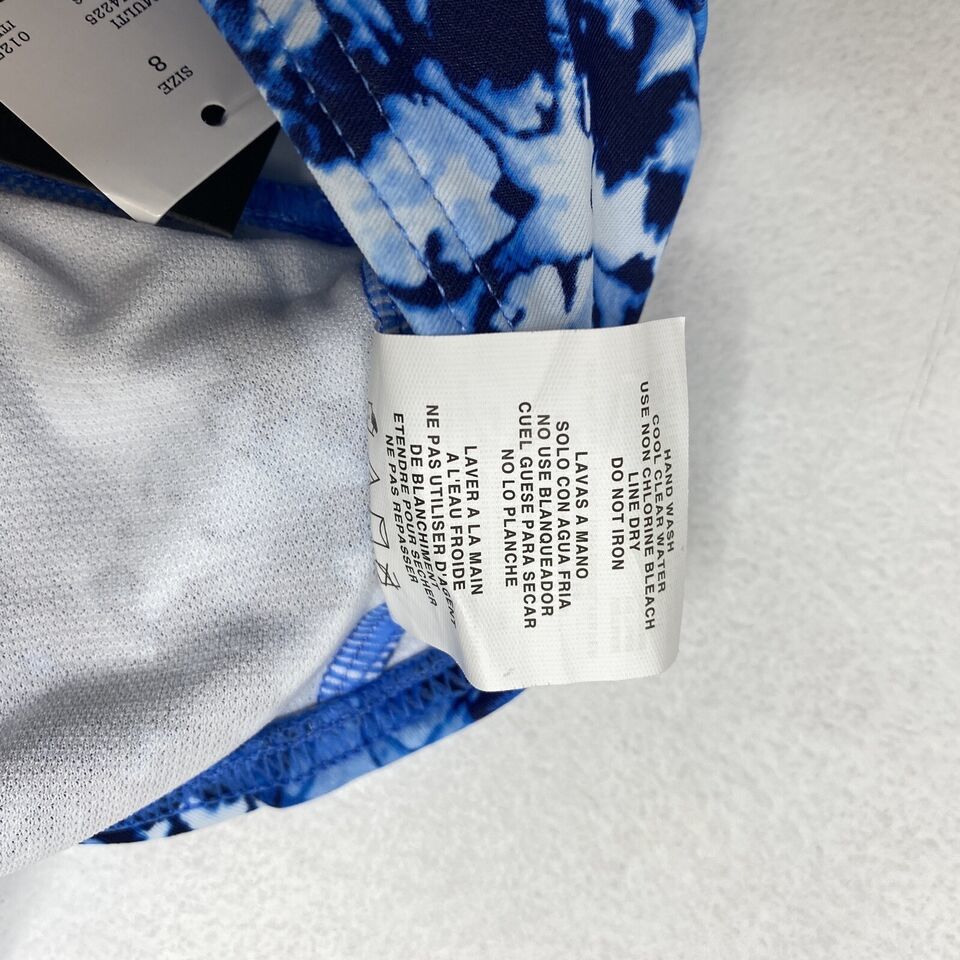 MULTI
SIZE
8
HAND WASH
COOL CLEAR WATER
USE NON CHLORINE BLEACH
LINE DRY
DO NOT IRON
LAVAS A MANO
SOLO CON AGUA FRIA
NO USE BLANQUEADOR
CUEL GUESE PARA SECAR
NO LO PLANCHE
LAVER A LA MAIN
A L'EAU FROIDE
NE PAS UTILISER D'AGENT
DE BLANCHIMENT
ETENDRE POUR SECHER
NE PAS REPASSER